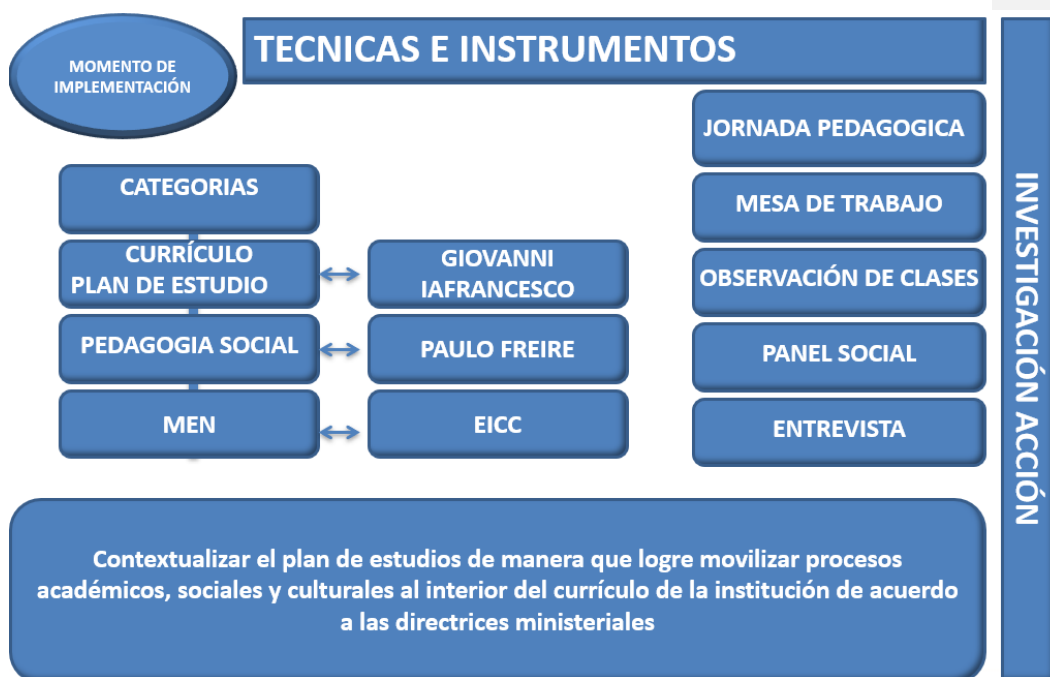 MOMENTO DE
IMPLEMENTACIÓN
TECNICAS E INSTRUMENTOS
CATEGORIAS
CURRÍCULO
PLAN DE ESTUDIO
GIOVANNI
IAFRANCESCO
PEDAGOGIA SOCIAL
PAULO FREIRE
MEN
EICC
JORNADA PEDAGOGICA
MESA DE TRABAJO
OBSERVACIÓN DE CLASES
PANEL SOCIAL
ENTREVISTA
INVESTIGACIÓN ACCIÓN
Contextualizar el plan de estudios de manera que logre movilizar procesos
académicos, sociales y culturales al interior del currículo de la institución de acuerdo
a las directrices ministeriales